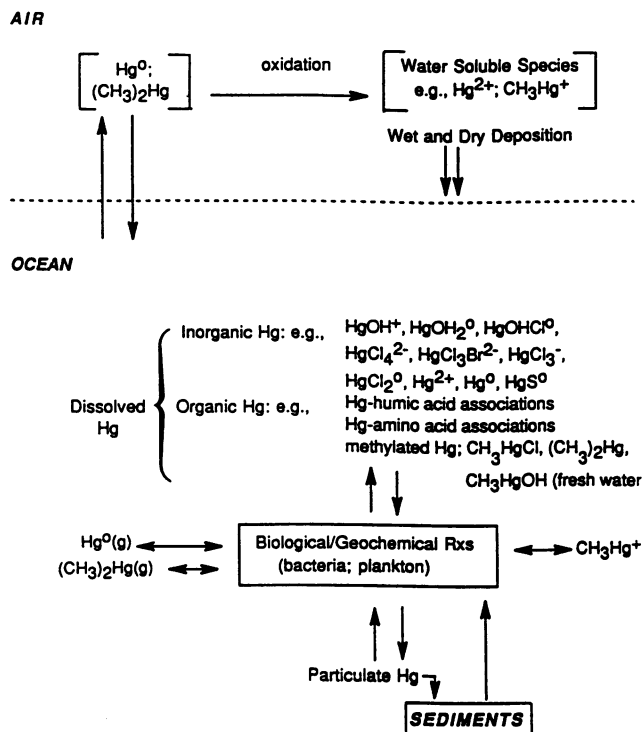 AIR
Hg⁰;
(CH₃)₂Hg
oxidation
Water Soluble Species
e.g., Hg²⁺; CH₃Hg⁺
Wet and Dry Deposition
OCEAN
Dissolved
Hg
Inorganic Hg: e.g.,
HgOH⁺, HgOH₂⁰, HgOHCl⁰,
HgCl₄²⁻, HgCl₃Br²⁻, HgCl₃⁻,
HgCl₂⁰, Hg²⁺, Hg⁰, HgS⁰
Organic Hg: e.g.,
Hg-humic acid associations
Hg-amino acid associations
methylated Hg; CH₃HgCl, (CH₃)₂Hg,
CH₃HgOH (fresh water
Hg⁰(g)
(CH₃)₂Hg(g)
Biological/Geochemical Rxs
(bacteria; plankton)
CH₃Hg⁺
Particulate Hg
SEDIMENTS